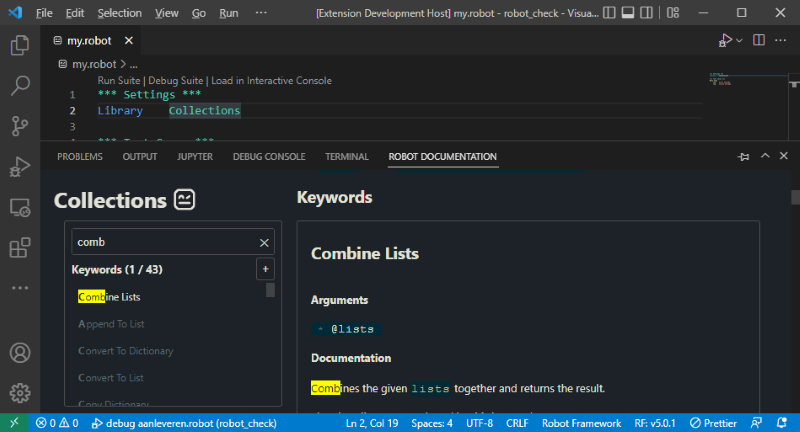 File Edit Selection ... [Extension Development Host] my.robot - robot_check - Visua...
my.robot
my.robot > ...
Run Suite | Debug Suite | Load in Interactive Console
1 *** Settings ***
2 Library Collections
3
PROBLEMS OUTPUT JUPYTER DEBUG CONSOLE TERMINAL ROBOT DOCUMENTATION
Collections
comb
Keywords (1 / 43) +
Combine Lists
Append To List
Convert To Dictionary
Convert To List
Copy Dictionary
Keywords
Combine Lists
Arguments
* @lists
Documentation
Combines the given lists together and returns the result.
0 0 debug aanleveren.robot (robot_check) Ln 2, Col 19 Spaces: 4 UTF-8 CRLF Robot Framework RF: v5.0.1 Prettier